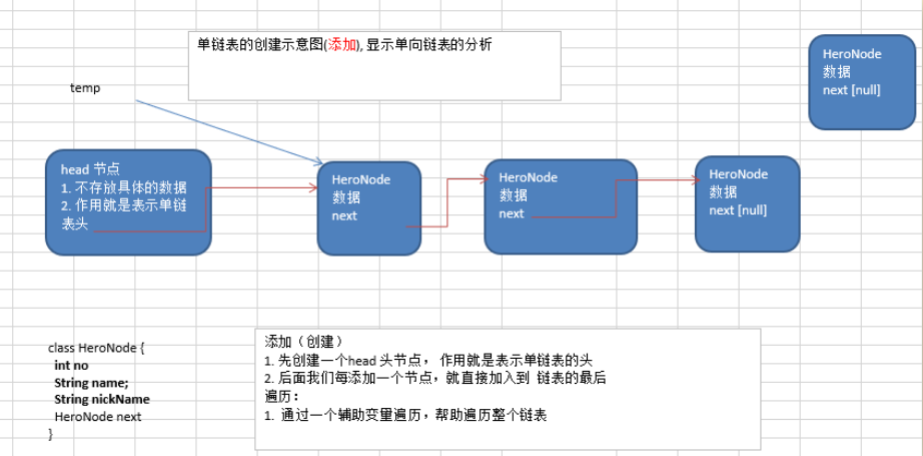 单链表的创建示意图(添加), 显示单向链表的分析
HeroNode
数据
next [null]
temp
head 节点
1. 不存放具体的数据
2. 作用就是表示单链
表头
HeroNode
数据
next
HeroNode
数据
next
HeroNode
数据
next [null]
class HeroNode {
int no
String name;
String nickName
HeroNode next
}
添加（创建）
1. 先创建一个head 头节点， 作用就是表示单链表的头
2. 后面我们每添加一个节点，就直接加入到 链表的最后
遍历：
1. 通过一个辅助变量遍历，帮助遍历整个链表